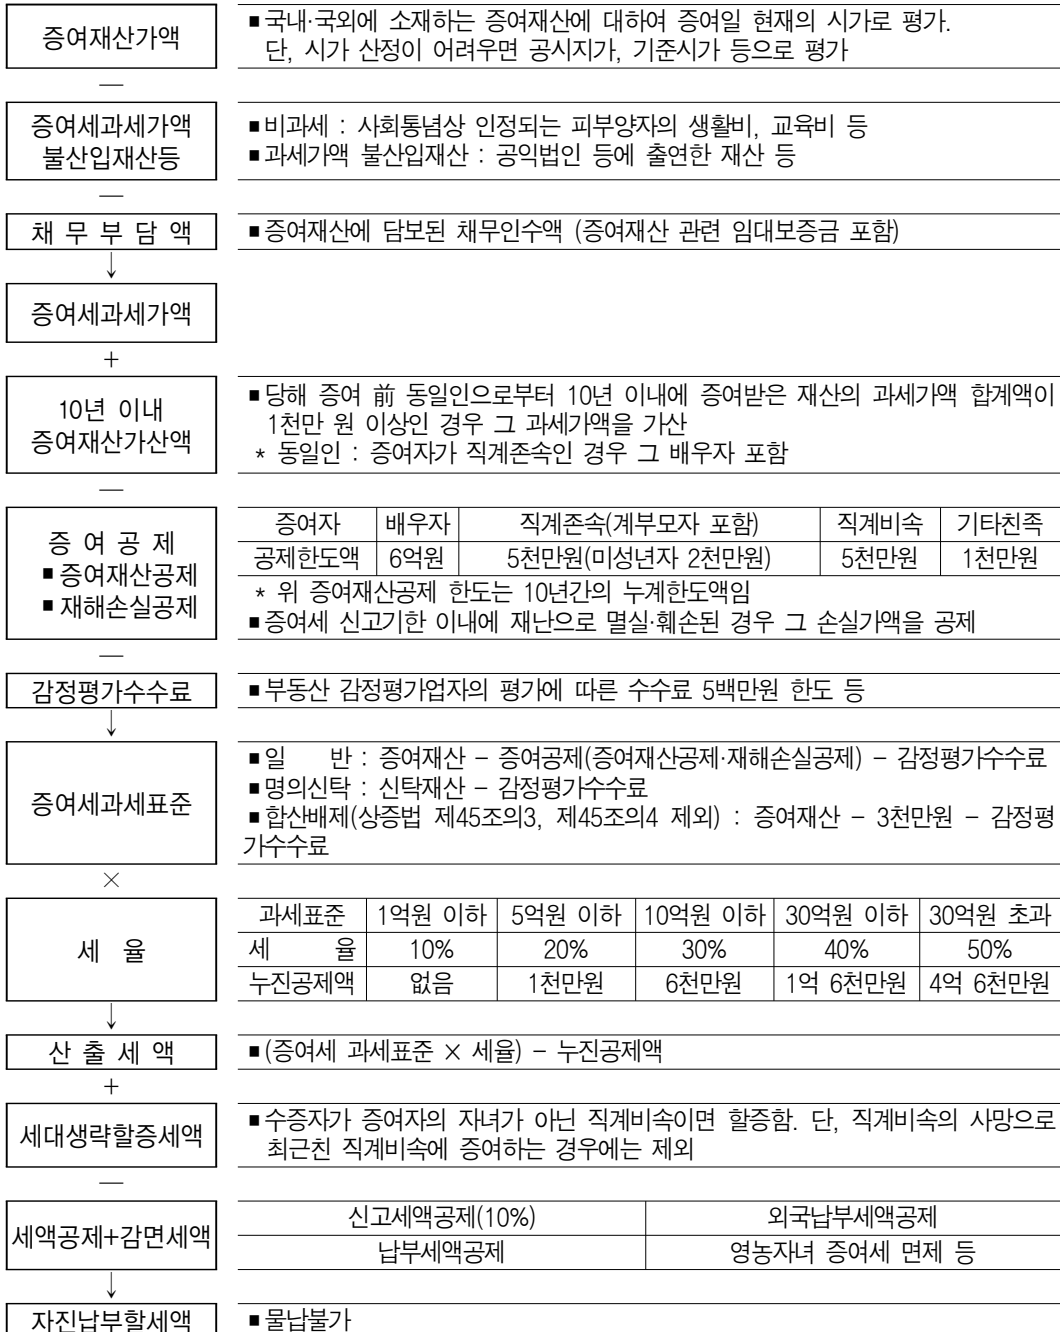 증여재산가액
■국내·국외에 소재하는 증여재산에 대하여 증여일 현재의 시가로 평가.
단, 시가 산정이 어려우면 공시지가, 기준시가 등으로 평가
—
증여세과세가액
불산입재산등
■비과세 : 사회통념상 인정되는 피부양자의 생활비, 교육비 등
■과세가액 불산입재산 : 공익법인 등에 출연한 재산 등
—
채 무 부 담 액
■증여재산에 담보된 채무인수액 (증여재산 관련 임대보증금 포함)
↓
증여세과세가액
+
10년 이내
증여재산가산액
■당해 증여 前 동일인으로부터 10년 이내에 증여받은 재산의 과세가액 합계액이
1천만 원 이상인 경우 그 과세가액을 가산
* 동일인 : 증여자가 직계존속인 경우 그 배우자 포함
—
증 여 공 제
■증여재산공제
■재해손실공제
증여자 배우자 직계존속(계부모자 포함) 직계비속 기타친족
공제한도액 6억원 5천만원(미성년자 2천만원) 5천만원 1천만원
* 위 증여재산공제 한도는 10년간의 누계한도액임
■증여세 신고기한 이내에 재난으로 멸실·훼손된 경우 그 손실가액을 공제
—
감정평가수수료
■부동산 감정평가업자의 평가에 따른 수수료 5백만원 한도 등
↓
증여세과세표준
■일 반 : 증여재산 – 증여공제(증여재산공제·재해손실공제) – 감정평가수수료
■명의신탁 : 신탁재산 – 감정평가수수료
■합산배제(상증법 제45조의3, 제45조의4 제외) : 증여재산 – 3천만원 – 감정평
가수수료
×
세 율
과세표준 1억원 이하 5억원 이하 10억원 이하 30억원 이하 30억원 초과
세 율 10% 20% 30% 40% 50%
누진공제액 없음 1천만원 6천만원 1억 6천만원 4억 6천만원
↓
산 출 세 액
■(증여세 과세표준 × 세율) – 누진공제액
+
세대생략할증세액
■수증자가 증여자의 자녀가 아닌 직계비속이면 할증함. 단, 직계비속의 사망으로
최근친 직계비속에 증여하는 경우에는 제외
—
세액공제+감면세액
신고세액공제(10%) 외국납부세액공제
납부세액공제 영농자녀 증여세 면제 등
↓
자진납부할세액
■물납불가